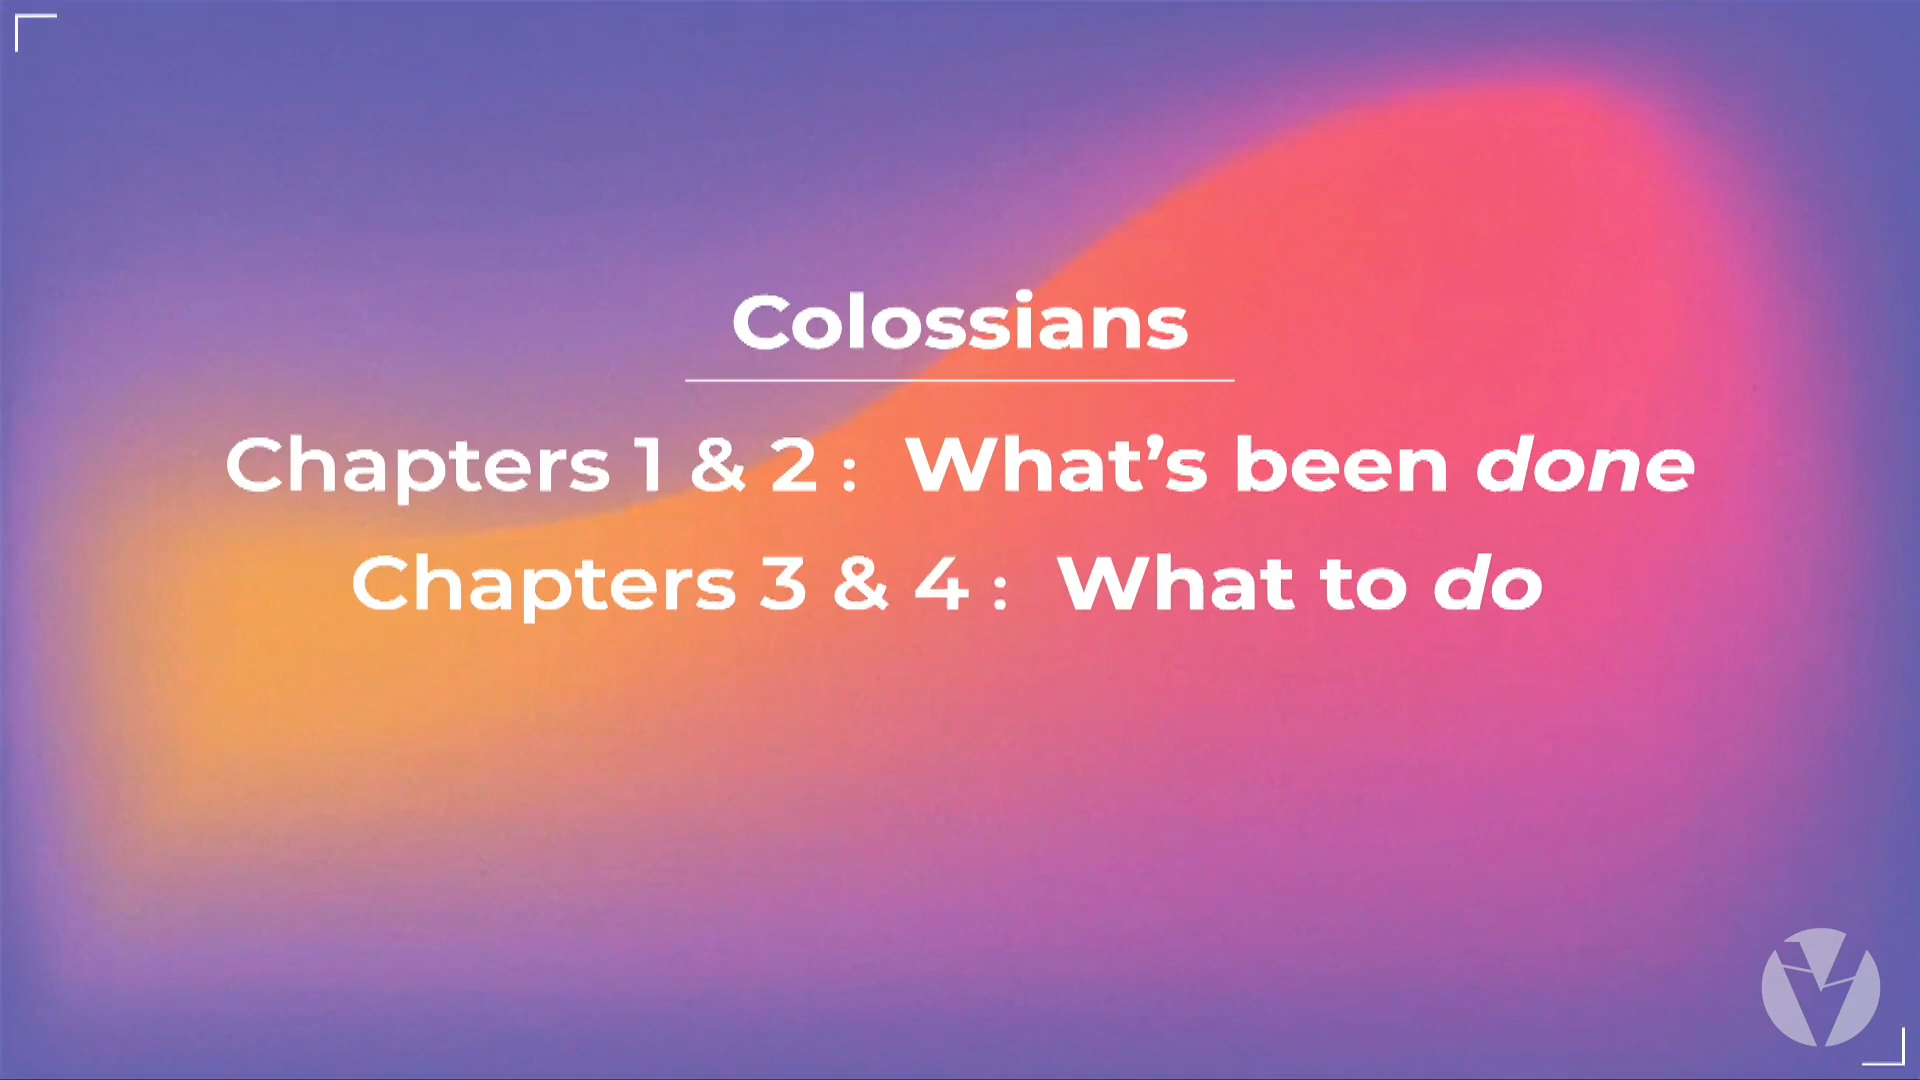 Colossians
Chapters 1 & 2 : What’s been done
Chapters 3 & 4 : What to do